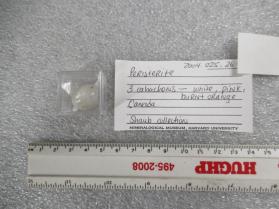 2004.025.26
Peristerite
3 cabochons — white, pink,
burnt orange
Canada
Shaub collection
MINERALOGICAL MUSEUM, HARVARD UNIVERSITY
HUGHP
495-2008